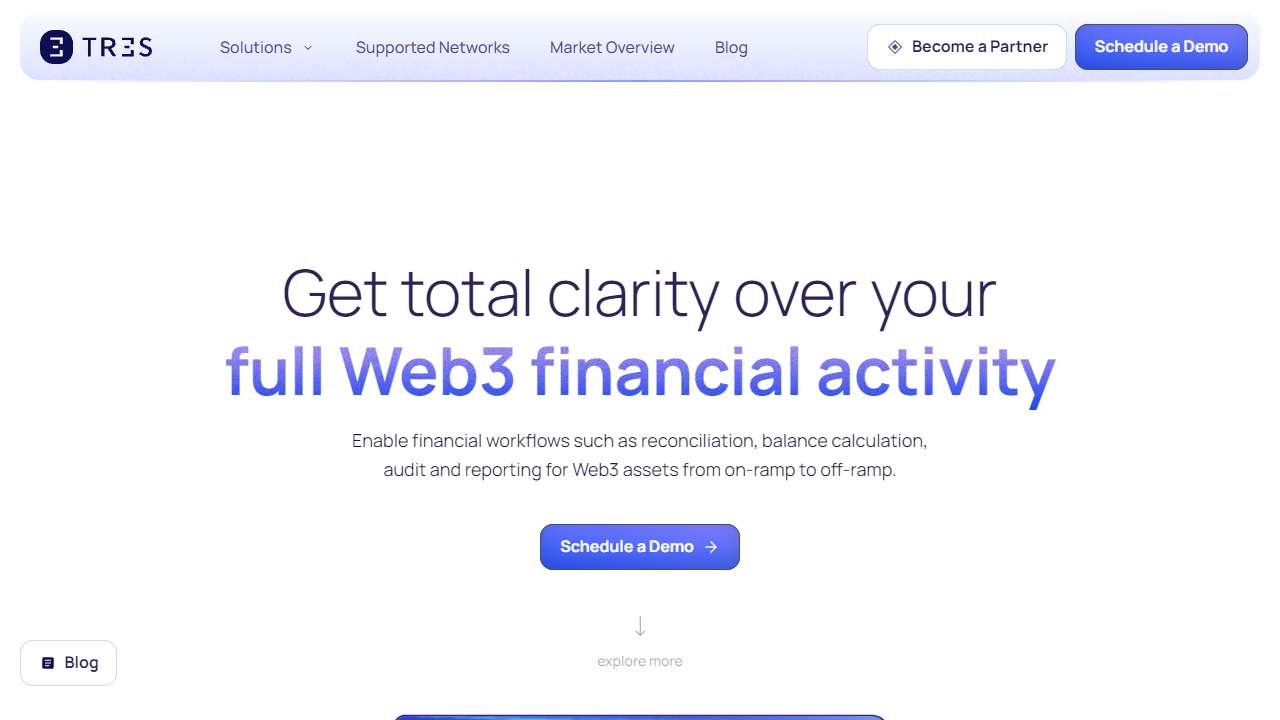 TRES
Solutions
Supported Networks
Market Overview
Blog
Become a Partner
Schedule a Demo
Get total clarity over your
full Web3 financial activity
Enable financial workflows such as reconciliation, balance calculation,
audit and reporting for Web3 assets from on-ramp to off-ramp.
Schedule a Demo
explore more
Blog